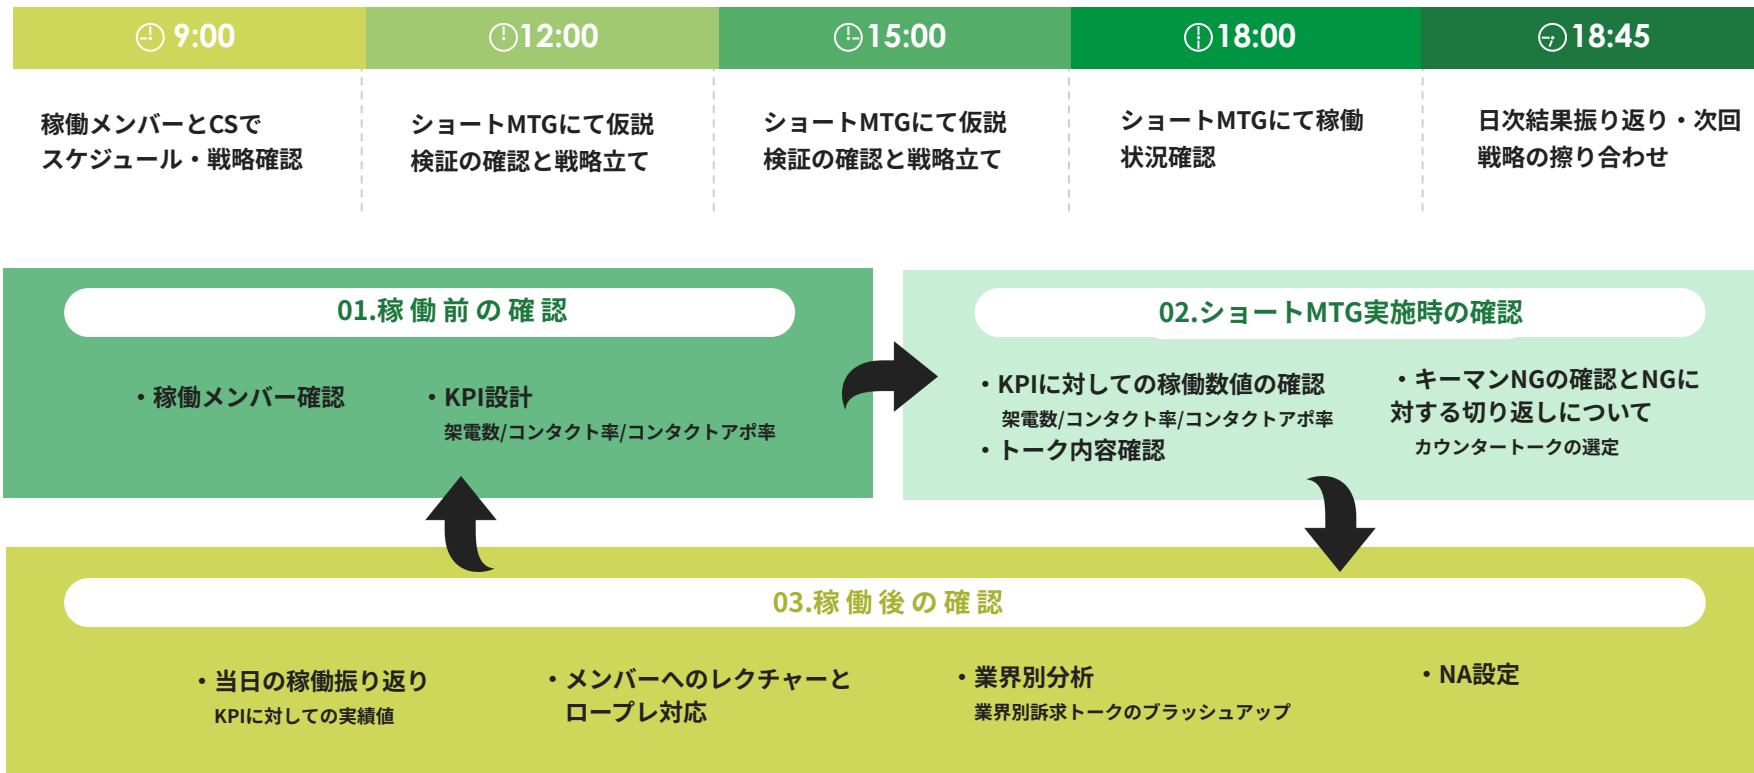 9:00
12:00
15:00
18:00
18:45
稼働メンバーとCSで
スケジュール・戦略確認
ショートMTGにて仮説
検証の確認と戦略立て
ショートMTGにて仮説
検証の確認と戦略立て
ショートMTGにて稼働
状況確認
日次結果振り返り・次回
戦略の擦り合わせ
01.稼働前の確認
・稼働メンバー確認
・KPI設計
架電数/コンタクト率/コンタクトアポ率
02.ショートMTG実施時の確認
・KPIに対しての稼働数値の確認
架電数/コンタクト率/コンタクトアポ率
・トーク内容確認
・キーマンNGの確認とNGに
対する切り返しについて
カウンタートークの選定
03.稼働後の確認
・当日の稼働振り返り
KPIに対しての実績値
・メンバーへのレクチャーと
ロープレ対応
・業界別分析
業界別訴求トークのブラッシュアップ
・NA設定